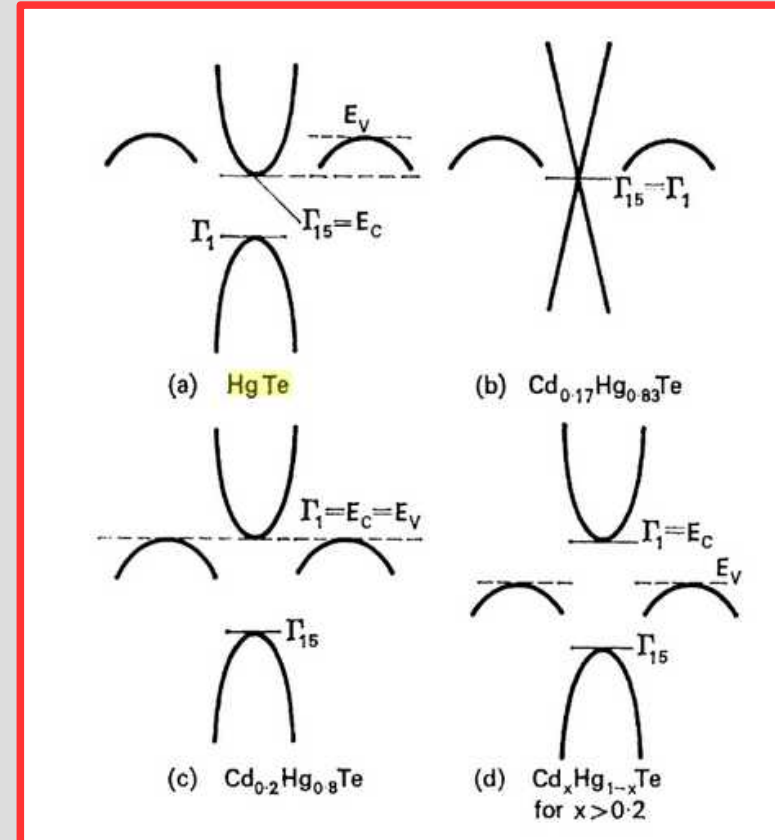 E_V
Γ₁₅=E_C
Γ₁
(a) HgTe
Γ₁₅=Γ₁
(b) Cd₀.₁₇Hg₀.₈₃Te
Γ₁=E_C=E_V
Γ₁₅
(c) Cd₀.₂Hg₀.₈Te
Γ₁=E_C
E_V
Γ₁₅
(d) CdₓHg₁₋ₓTe
for x>0·2